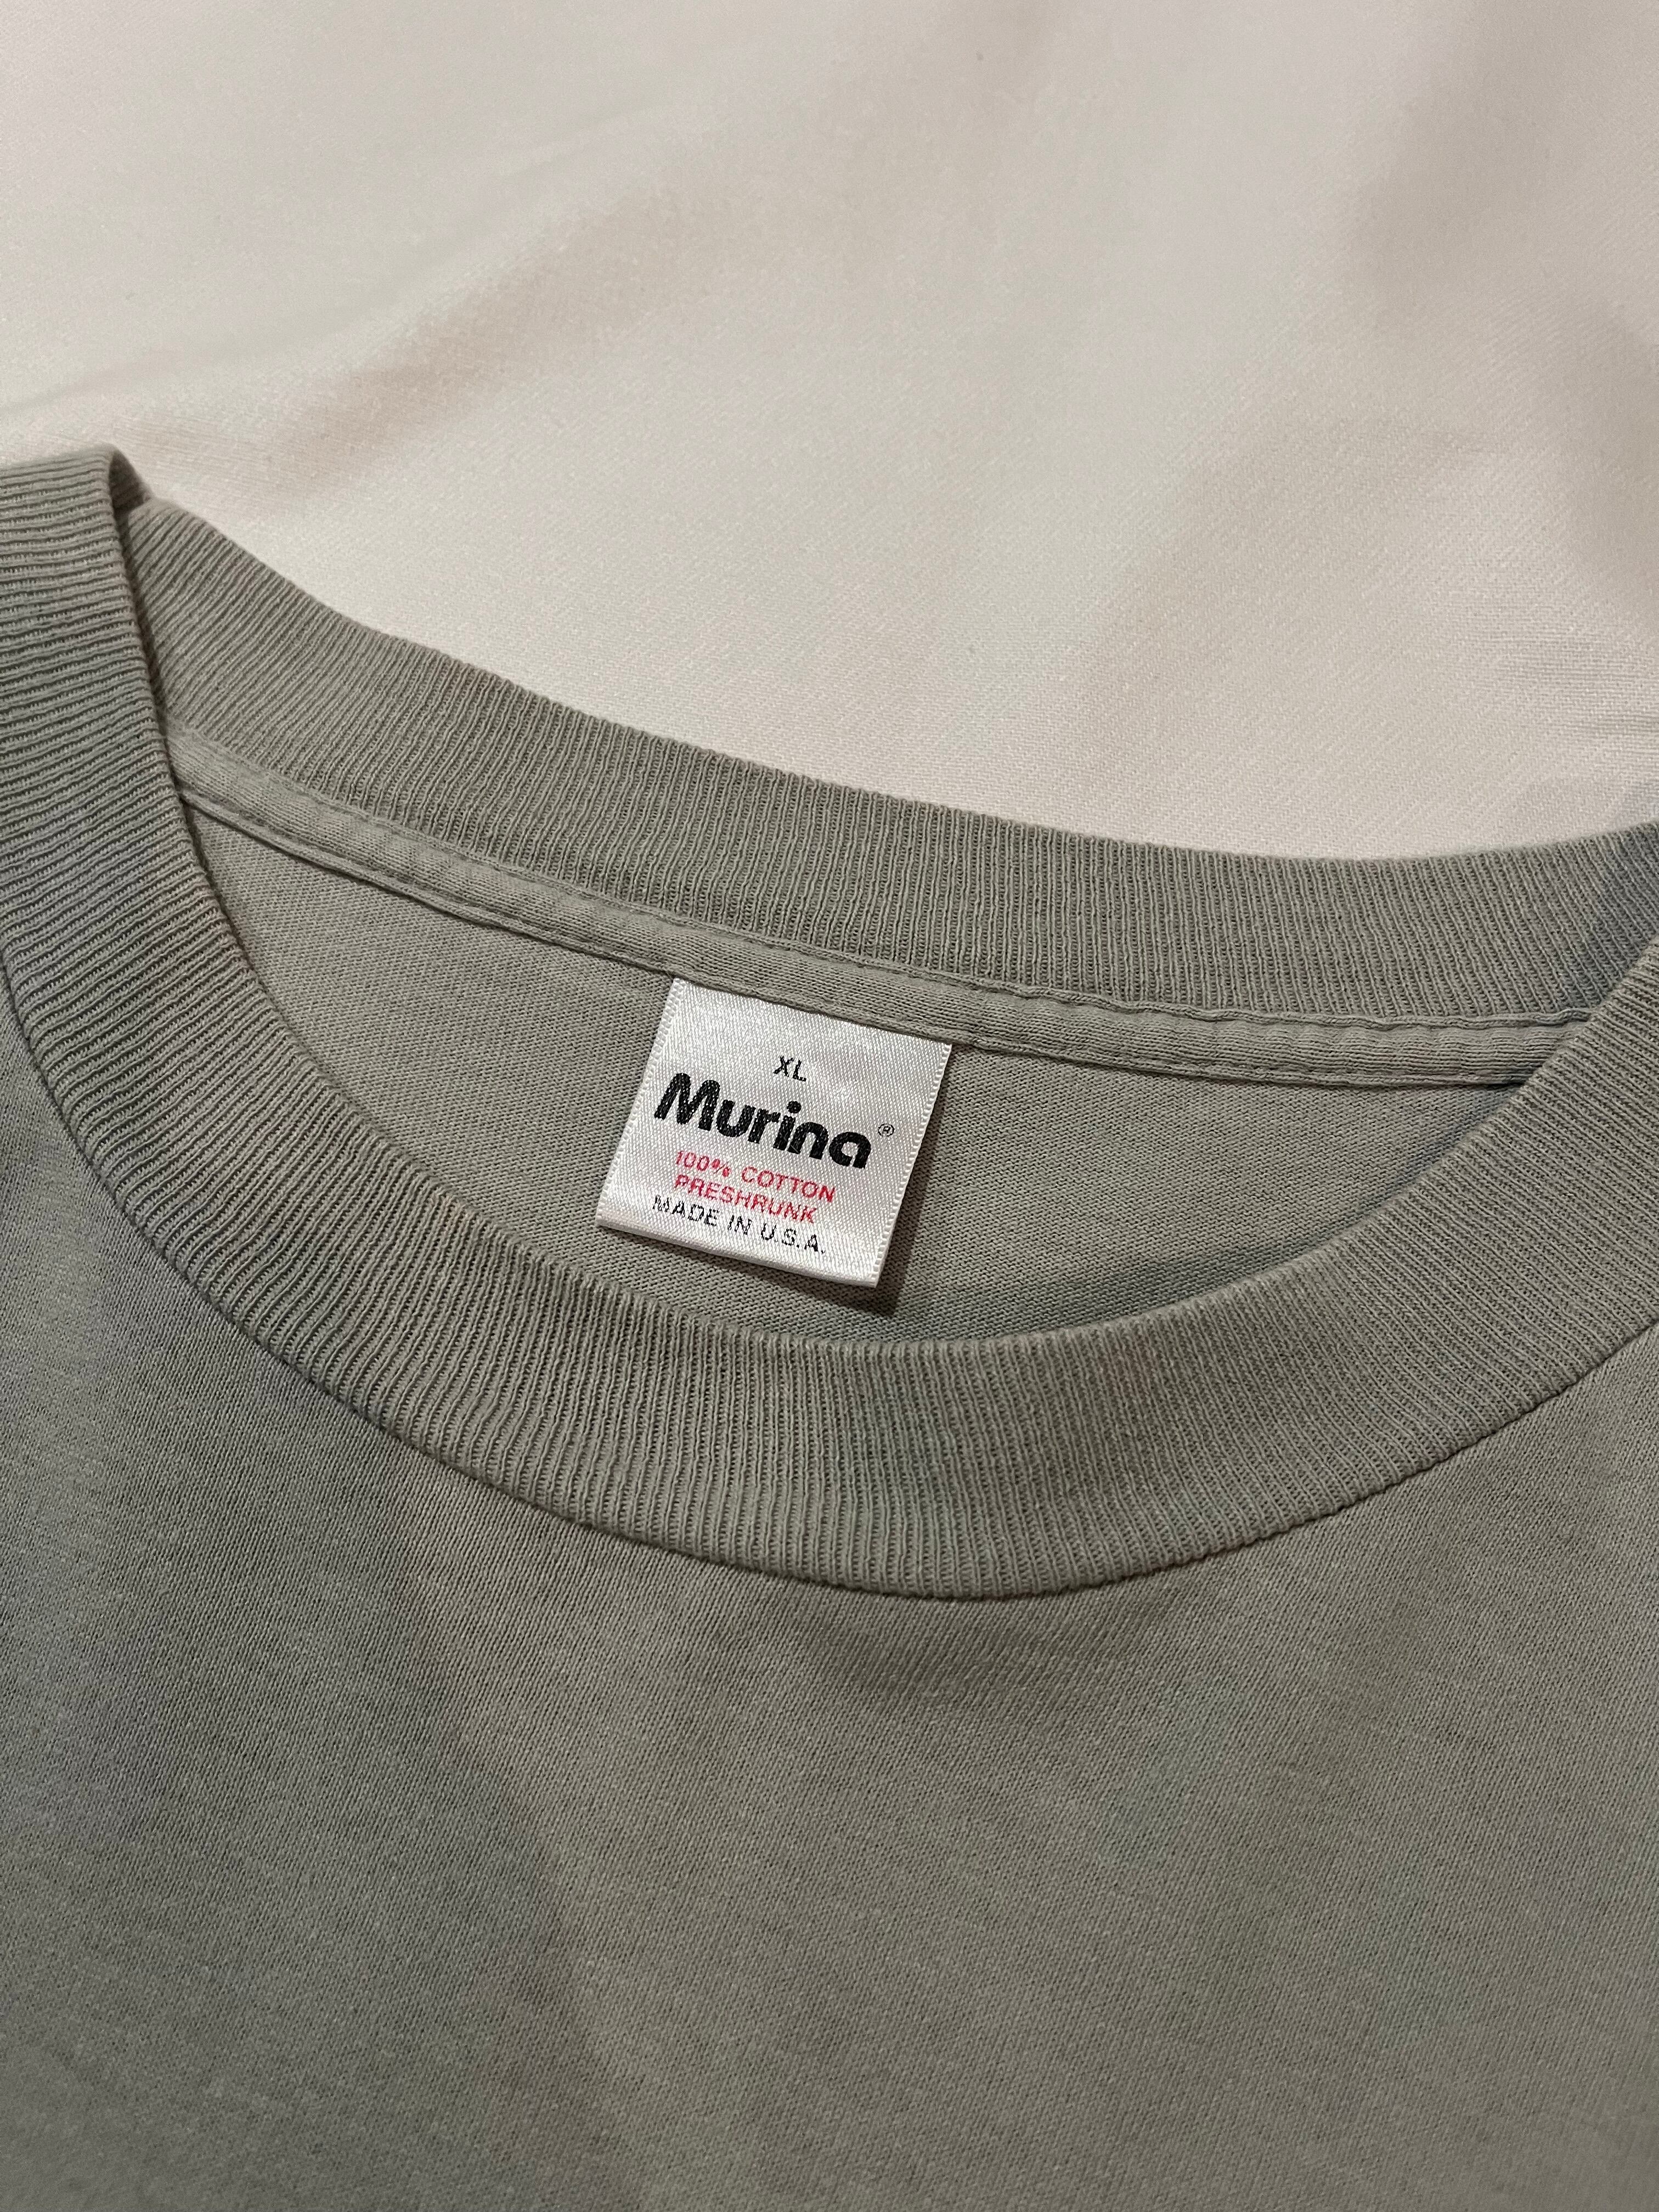 XL
Murina®
100% COTTON
PRESHRUNK
MADE IN U.S.A.